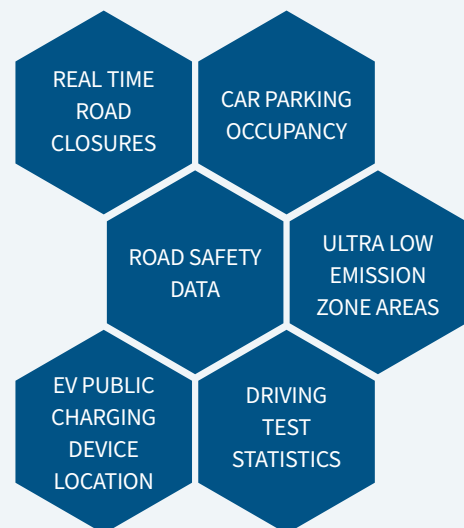 REAL TIME
ROAD
CLOSURES
CAR PARKING
OCCUPANCY
ROAD SAFETY
DATA
ULTRA LOW
EMISSION
ZONE AREAS
EV PUBLIC
CHARGING
DEVICE
LOCATION
DRIVING
TEST
STATISTICS